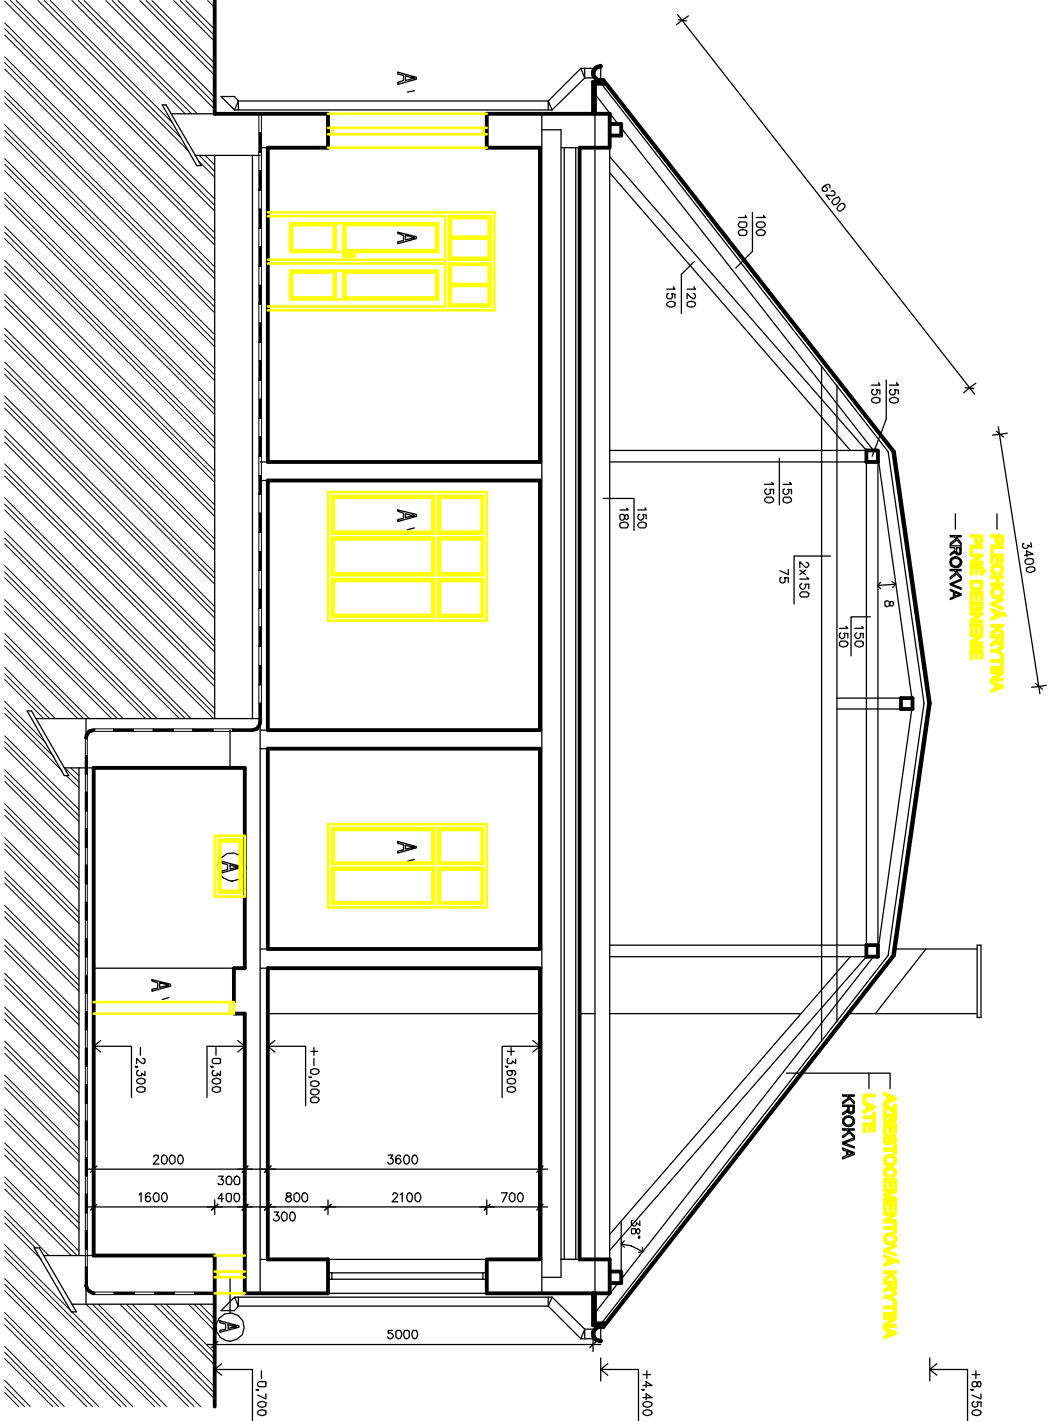 6200
3400
100
100
120
150
150
150
150
150
150
180
2x150
75
150
150
8
— PLECHOVÁ KRYTINA
PLNÉ DEBNENIE
— KROKVA
AZBESTOCEMENTOVÁ KRYTINA
LATE
KROKVA
38°
A'
A
A'
A'
A
A'
A
+8,750
+4,400
+3,600
+-0,000
-0,300
-0,700
-2,300
3600
2000
300
700
2100
800
300
400
1600
5000